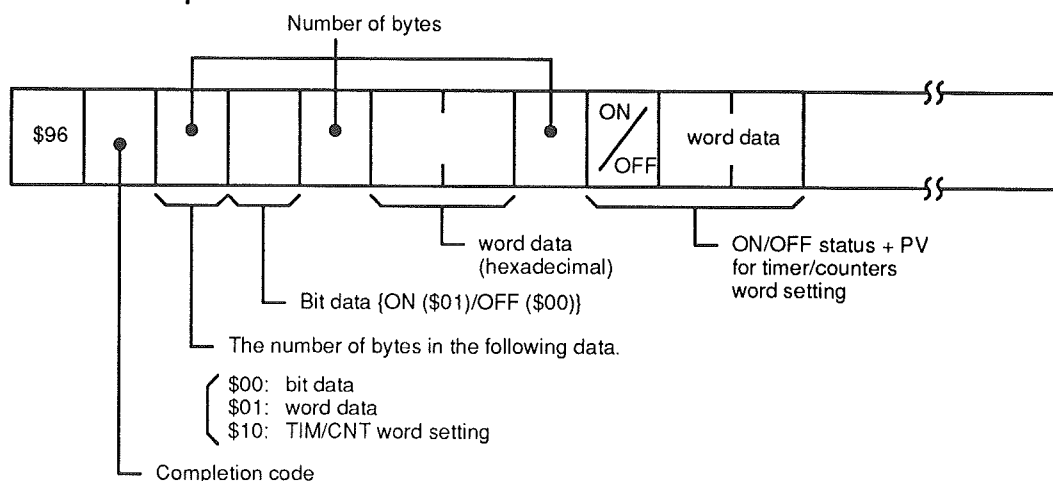 Number of bytes
$96
ON
OFF
word data
word data
(hexadecimal)
ON/OFF status + PV
for timer/counters
word setting
Bit data {ON ($01)/OFF ($00)}
The number of bytes in the following data.
$00: bit data
$01: word data
$10: TIM/CNT word setting
Completion code